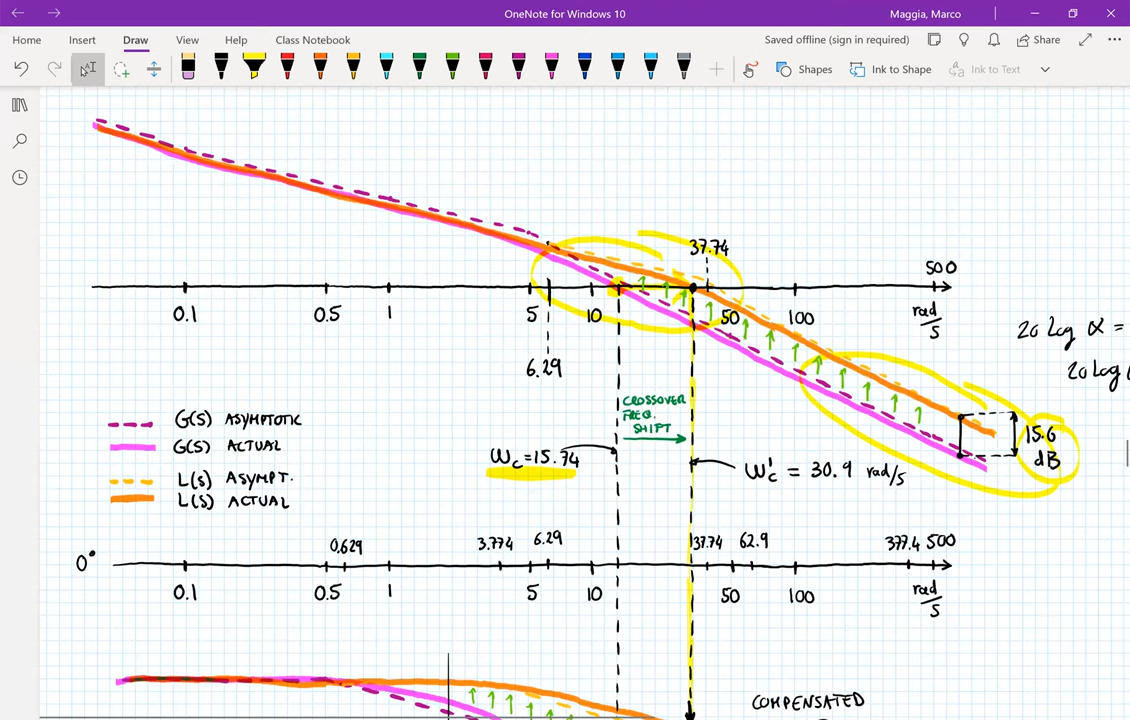 OneNote for Windows 10
Maggia, Marco
Home Insert Draw View Help Class Notebook
Saved offline (sign in required)
Share
Shapes
Ink to Shape
Ink to Text
37.74
500
0.1 0.5 1 5 10 50 100 rad/s
6.29
20 log α =
20 log
CROSSOVER
FREQ.
SHIFT
15.6
dB
G(S) ASYMPTOTIC
G(S) ACTUAL
L(S) ASYMPT.
L(S) ACTUAL
ωc = 15.74
ωc' = 30.9 rad/s
0.629 3.774 6.29 37.74 62.9 377.4 500
0°
0.1 0.5 1 5 10 50 100 rad/s
COMPENSATED